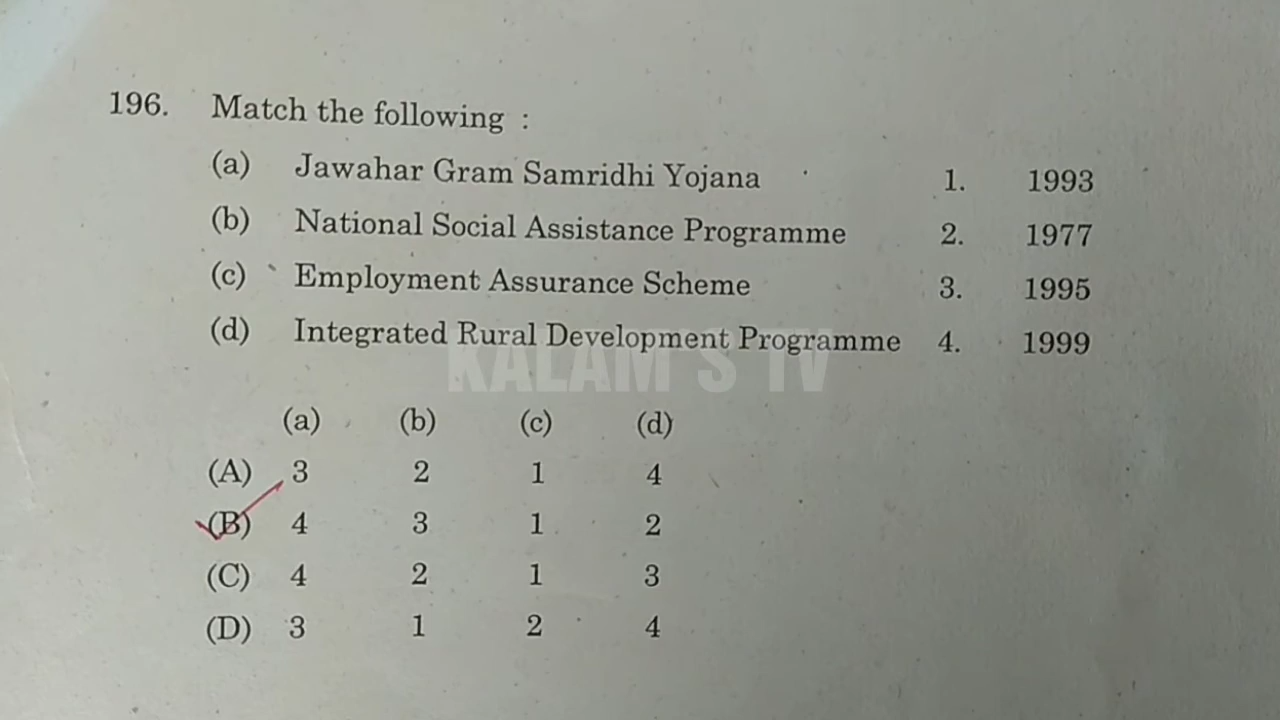 196. Match the following :
(a) Jawahar Gram Samridhi Yojana 1. 1993
(b) National Social Assistance Programme 2. 1977
(c) Employment Assurance Scheme 3. 1995
(d) Integrated Rural Development Programme 4. 1999
KALAM'S TV
(a) (b) (c) (d)
(A) 3 2 1 4
(B) 4 3 1 2
(C) 4 2 1 3
(D) 3 1 2 4